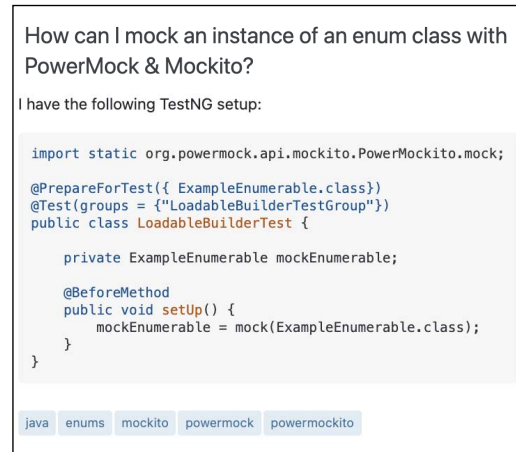 How can I mock an instance of an enum class with
PowerMock & Mockito?
I have the following TestNG setup:
import static org.powermock.api.mockito.PowerMockito.mock;
@PrepareForTest({ ExampleEnumerable.class})
@Test(groups = {"LoadableBuilderTestGroup"})
public class LoadableBuilderTest {
    private ExampleEnumerable mockEnumerable;
    @BeforeMethod
    public void setUp() {
        mockEnumerable = mock(ExampleEnumerable.class);
    }
}
java enums mockito powermock powermockito